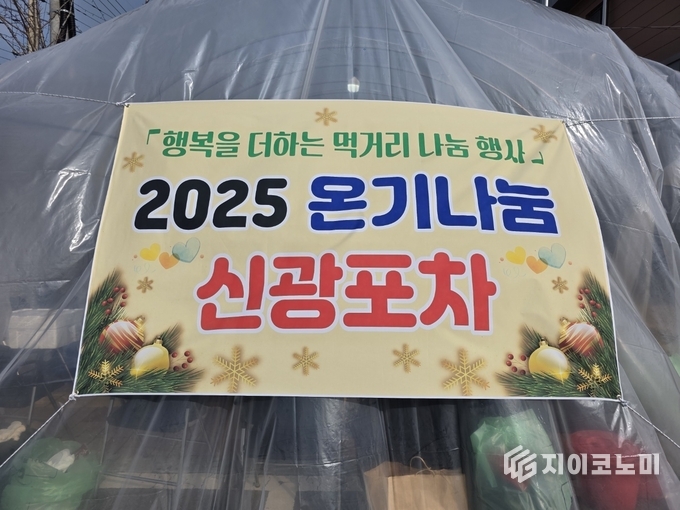 「행복을 더하는 먹거리 나눔 행사」
2025 온기나눔
신광포차
지이코노미